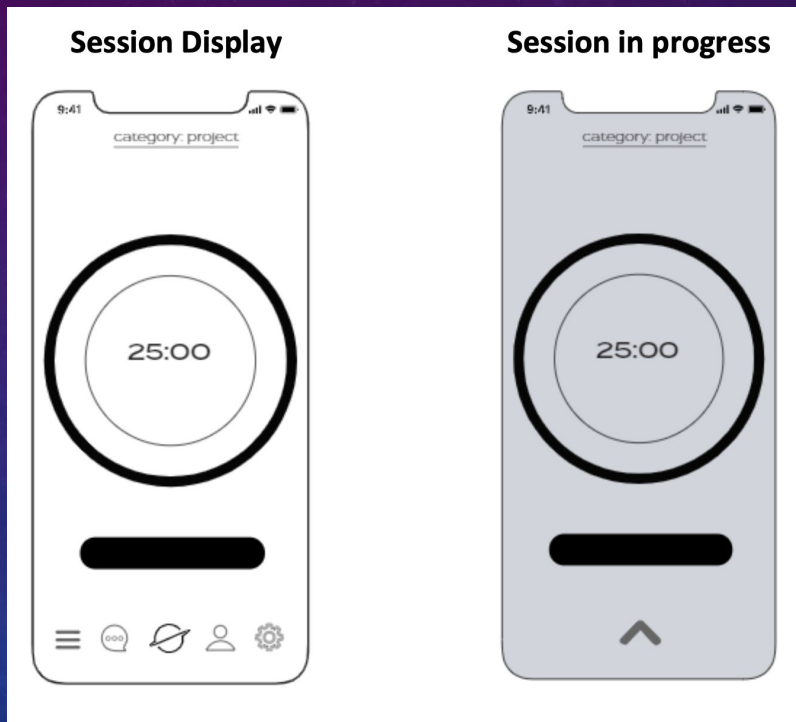 Session Display
9:41
category: project
25:00
Session in progress
9:41
category: project
25:00